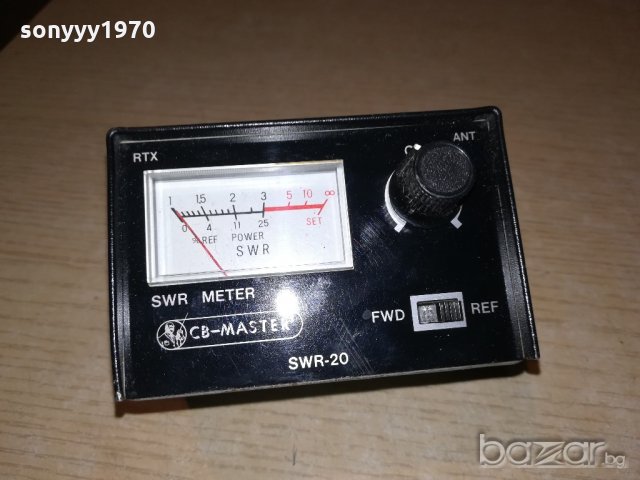 sonyyy1970
ANT
RTX
1 1,5 2 3 5 10 ∞
0 4 11 25 SET
% REF POWER
SWR
SWR METER
CB-MASTER
FWD REF
SWR-20
bazar.bg